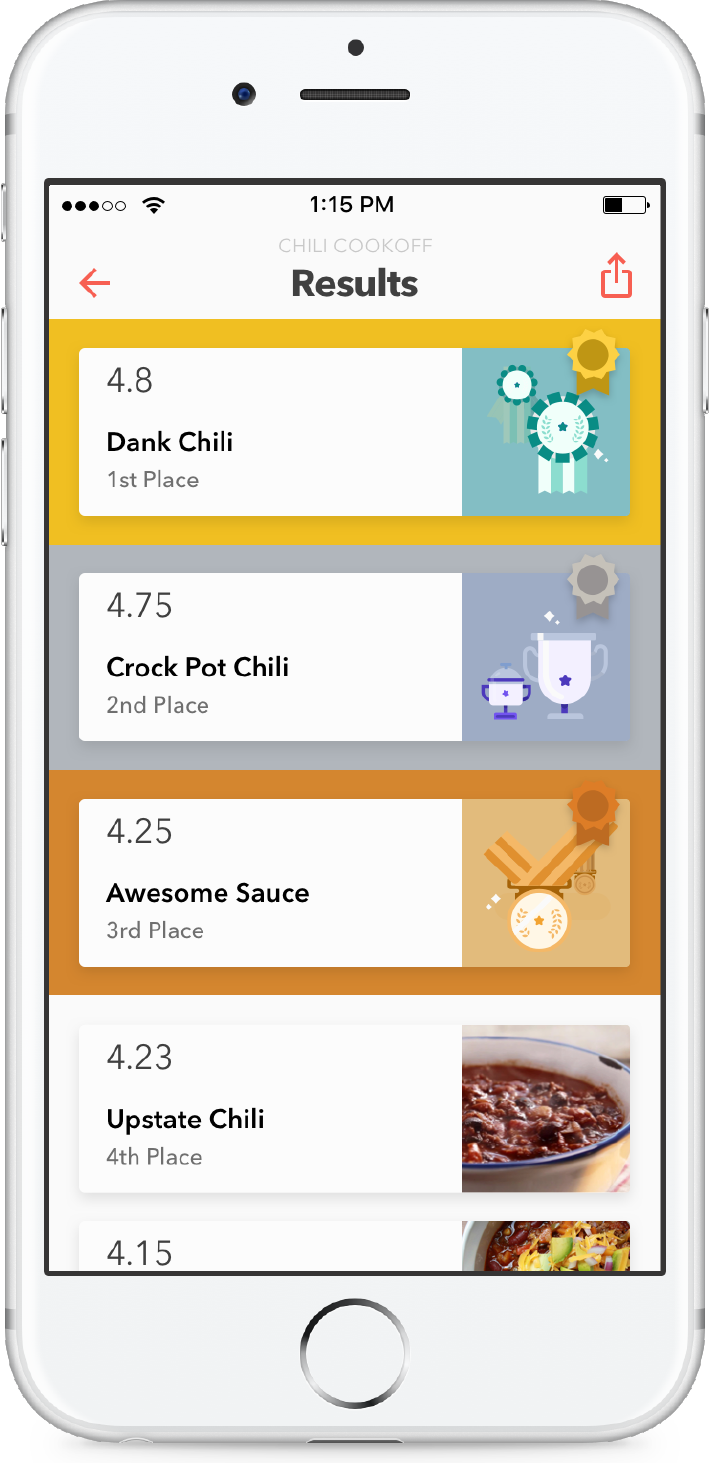 1:15 PM
CHILI COOKOFF
Results
4.8
Dank Chili
1st Place
4.75
Crock Pot Chili
2nd Place
4.25
Awesome Sauce
3rd Place
4.23
Upstate Chili
4th Place
4.15